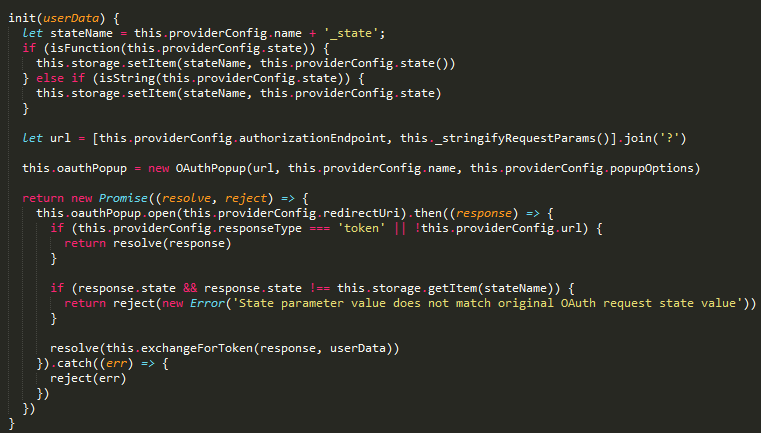 init(userData) {
  let stateName = this.providerConfig.name + '_state';
  if (isFunction(this.providerConfig.state)) {
    this.storage.setItem(stateName, this.providerConfig.state())
  } else if (isString(this.providerConfig.state)) {
    this.storage.setItem(stateName, this.providerConfig.state)
  }

  let url = [this.providerConfig.authorizationEndpoint, this._stringifyRequestParams()].join('?')

  this.oauthPopup = new OAuthPopup(url, this.providerConfig.name, this.providerConfig.popupOptions)

  return new Promise((resolve, reject) => {
    this.oauthPopup.open(this.providerConfig.redirectUri).then((response) => {
      if (this.providerConfig.responseType === 'token' || !this.providerConfig.url) {
        return resolve(response)
      }

      if (response.state && response.state !== this.storage.getItem(stateName)) {
        return reject(new Error('State parameter value does not match original OAuth request state value'))
      }

      resolve(this.exchangeForToken(response, userData))
    }).catch((err) => {
      reject(err)
    })
  })
}